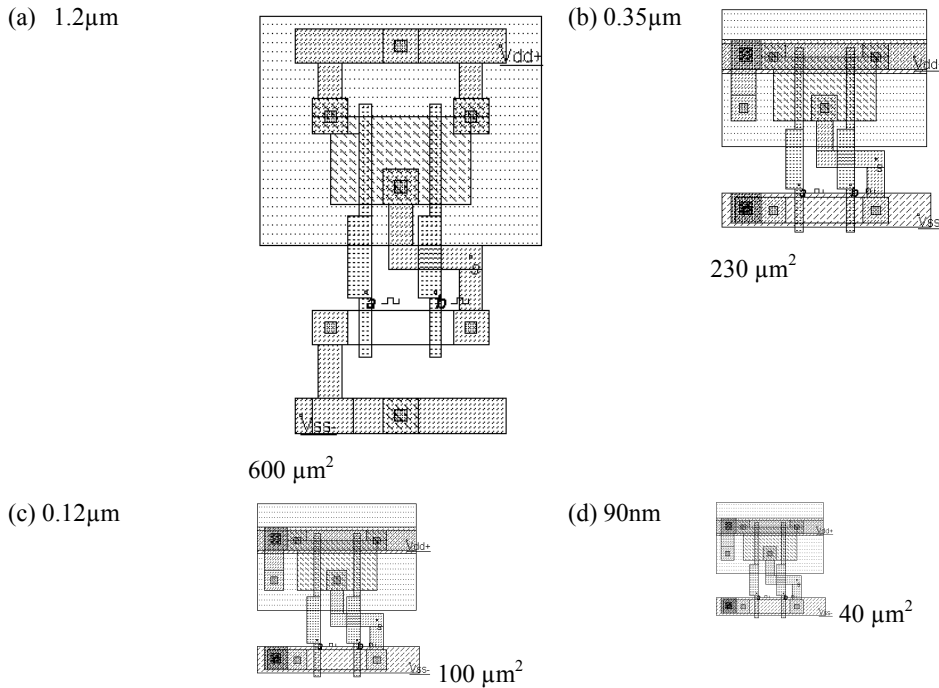 (a) 1.2µm
Vdd+
a
b
s
Vss-
600 µm²
(b) 0.35µm
Vdd+
s
a
b
Vss-
230 µm²
(c) 0.12µm
Vdd+
s
a
b
Vss-
100 µm²
(d) 90nm
Vdd+
s
a
b
Vss-
40 µm²